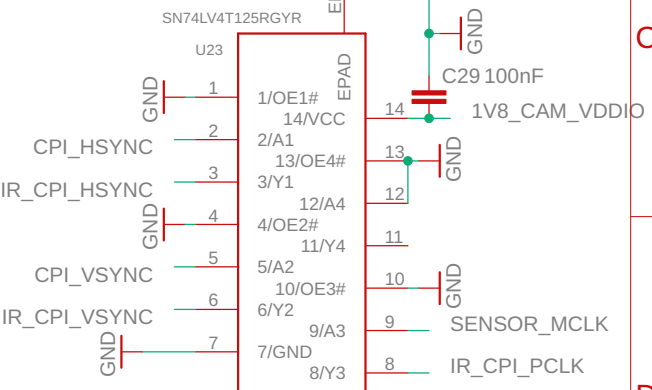 SN74LV4T125RGYR
U23
EPAD
GND
C29 100nF
GND
1
1/OE1#
14/VCC
14
1V8_CAM_VDDIO
CPI_HSYNC
2
2/A1
13/OE4#
13
GND
IR_CPI_HSYNC
3
3/Y1
12/A4
12
GND
4
4/OE2#
11/Y4
11
CPI_VSYNC
5
5/A2
10/OE3#
10
GND
IR_CPI_VSYNC
6
6/Y2
9/A3
9
SENSOR_MCLK
GND
7
7/GND
8/Y3
8
IR_CPI_PCLK